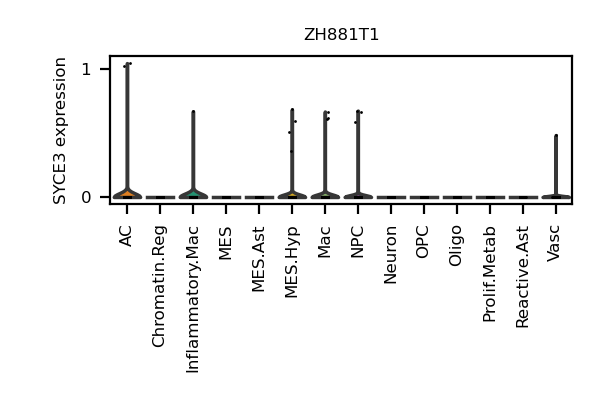 ZH881T1
SYCE3 expression
1
0
AC
Chromatin.Reg
Inflammatory.Mac
MES
MES.Ast
MES.Hyp
Mac
NPC
Neuron
OPC
Oligo
Prolif.Metab
Reactive.Ast
Vasc